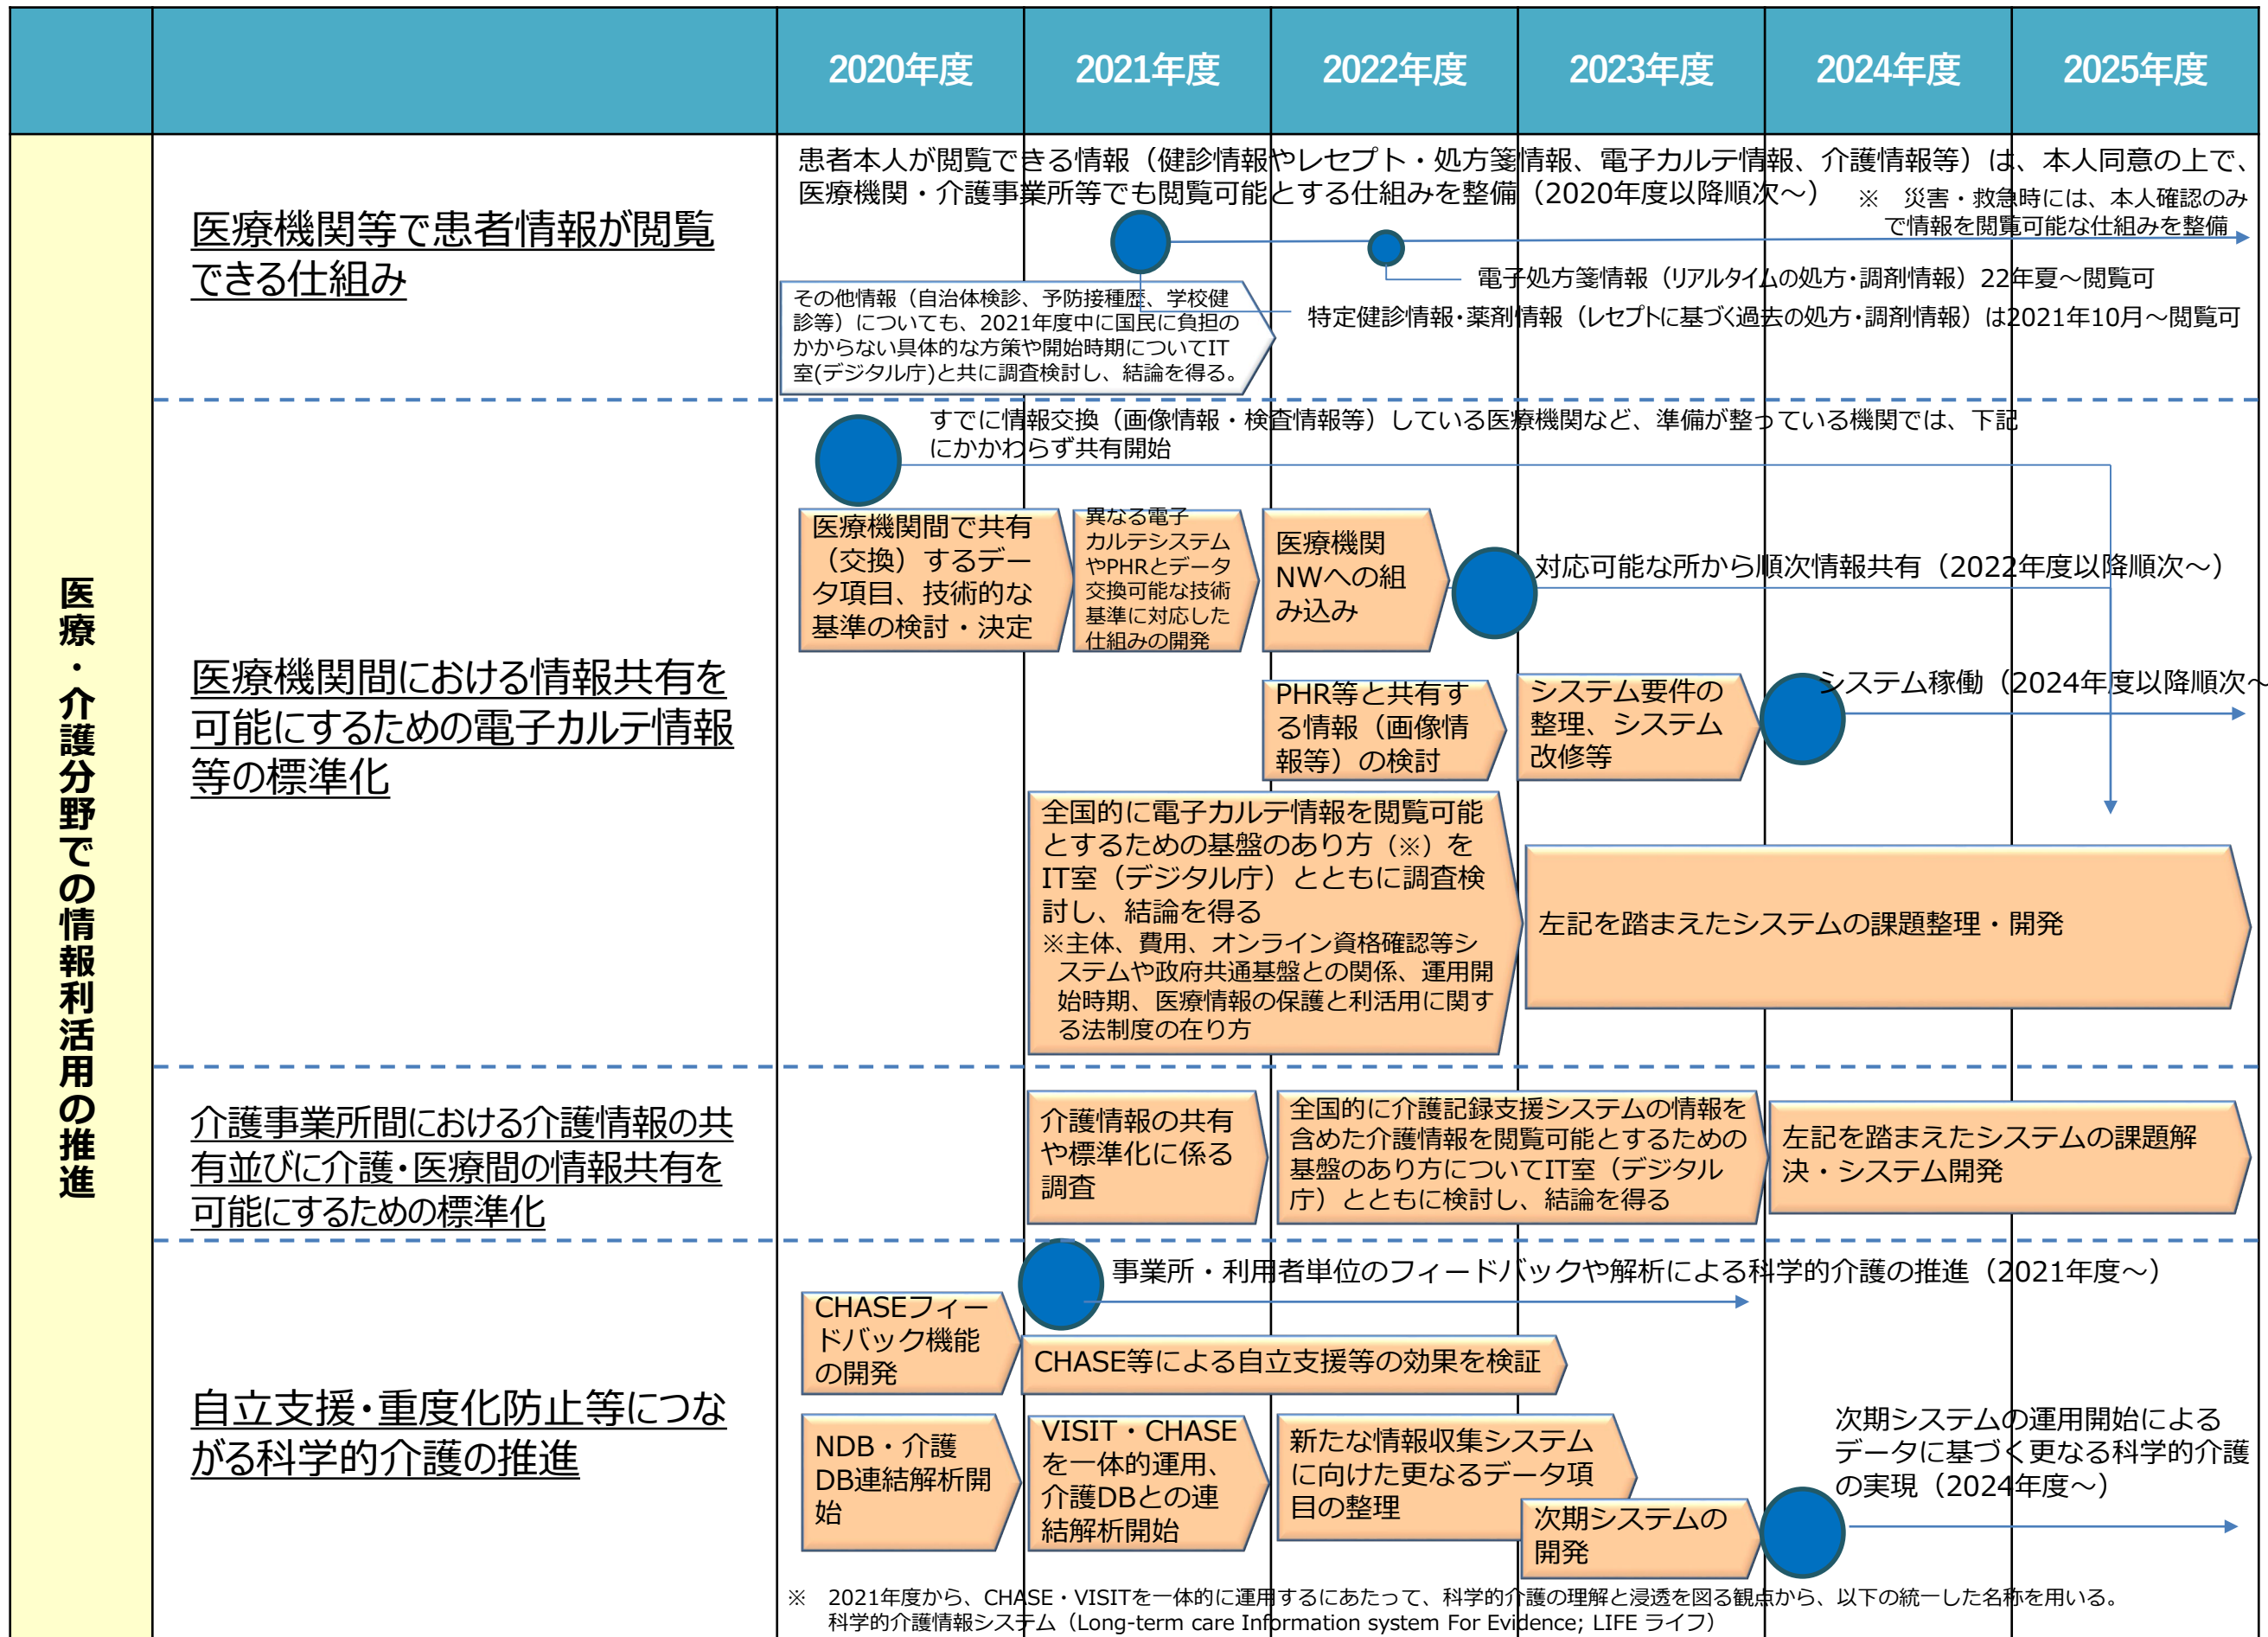 2020年度
2021年度
2022年度
2023年度
2024年度
2025年度
医療・介護分野での情報利活用の推進
医療機関等で患者情報が閲覧
できる仕組み
患者本人が閲覧できる情報（健診情報やレセプト・処方箋情報、電子カルテ情報、介護情報等）は、本人同意の上で、
医療機関・介護事業所等でも閲覧可能とする仕組みを整備（2020年度以降順次～）
※　災害・救急時には、本人確認のみ
で情報を閲覧可能な仕組みを整備
電子処方箋情報（リアルタイムの処方・調剤情報）22年夏～閲覧可
特定健診情報・薬剤情報（レセプトに基づく過去の処方・調剤情報）は2021年10月～閲覧可
その他情報（自治体検診、予防接種歴、学校健
診等）についても、2021年度中に国民に負担の
かからない具体的な方策や開始時期についてIT
室(デジタル庁)と共に調査検討し、結論を得る。
医療機関間における情報共有を
可能にするための電子カルテ情報
等の標準化
すでに情報交換（画像情報・検査情報等）している医療機関など、準備が整っている機関では、下記
にかかわらず共有開始
医療機関間で共有
（交換）するデー
タ項目、技術的な
基準の検討・決定
異なる電子
カルテシステム
やPHRとデータ
交換可能な技術
基準に対応した
仕組みの開発
医療機関
NWへの組
み込み
対応可能な所から順次情報共有（2022年度以降順次～）
PHR等と共有す
る情報（画像情
報等）の検討
システム要件の
整理、システム
改修等
システム稼働（2024年度以降順次～
全国的に電子カルテ情報を閲覧可能
とするための基盤のあり方（※）を
IT室（デジタル庁）とともに調査検
討し、結論を得る
※主体、費用、オンライン資格確認等シ
ステムや政府共通基盤との関係、運用開
始時期、医療情報の保護と利活用に関す
る法制度の在り方
左記を踏まえたシステムの課題整理・開発
介護事業所間における介護情報の共
有並びに介護・医療間の情報共有を
可能にするための標準化
介護情報の共有
や標準化に係る
調査
全国的に介護記録支援システムの情報を
含めた介護情報を閲覧可能とするための
基盤のあり方についてIT室（デジタル
庁）とともに検討し、結論を得る
左記を踏まえたシステムの課題解
決・システム開発
自立支援・重度化防止等につな
がる科学的介護の推進
事業所・利用者単位のフィードバックや解析による科学的介護の推進（2021年度～）
CHASEフィー
ドバック機能
の開発
CHASE等による自立支援等の効果を検証
NDB・介護
DB連結解析開
始
VISIT・CHASE
を一体的運用、
介護DBとの連
結解析開始
新たな情報収集システム
に向けた更なるデータ項
目の整理
次期システムの
開発
次期システムの運用開始による
データに基づく更なる科学的介護
の実現（2024年度～）
※　2021年度から、CHASE・VISITを一体的に運用するにあたって、科学的介護の理解と浸透を図る観点から、以下の統一した名称を用いる。
科学的介護情報システム（Long-term care Information system For Evidence; LIFE ライフ）